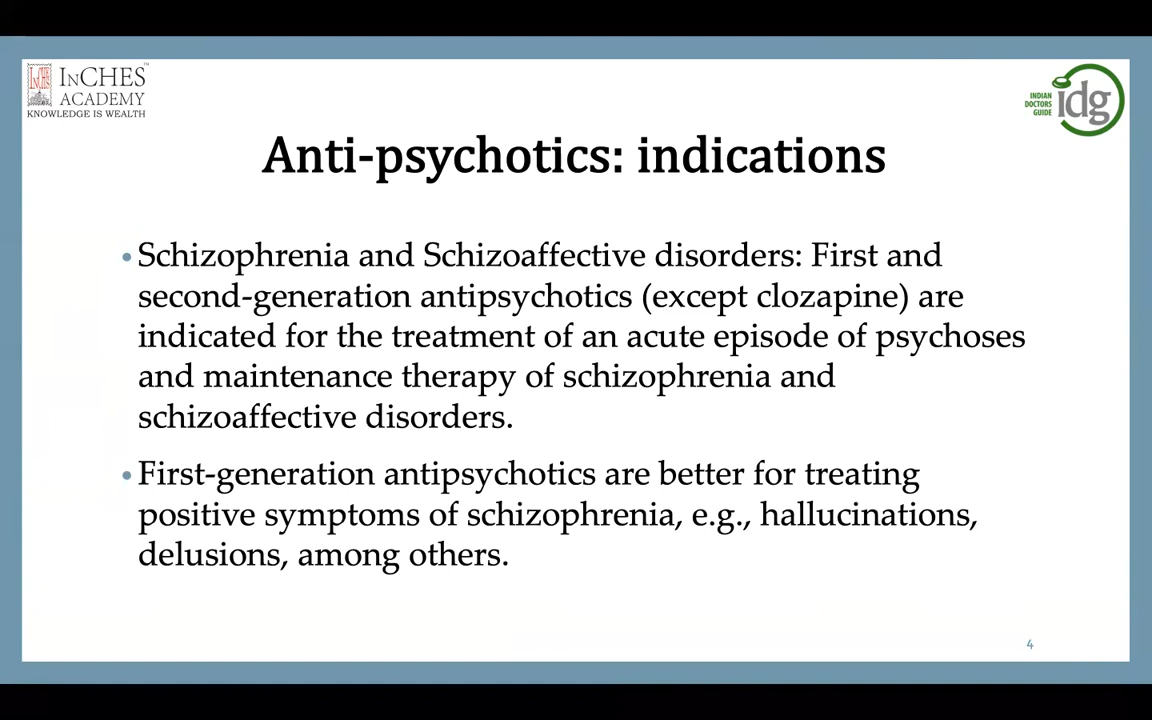 INCHES
ACADEMY
KNOWLEDGE IS WEALTH
INDIAN
DOCTORS
GUIDE
idg
Anti-psychotics: indications
•Schizophrenia and Schizoaffective disorders: First and
second-generation antipsychotics (except clozapine) are
indicated for the treatment of an acute episode of psychoses
and maintenance therapy of schizophrenia and
schizoaffective disorders.
•First-generation antipsychotics are better for treating
positive symptoms of schizophrenia, e.g., hallucinations,
delusions, among others.
4